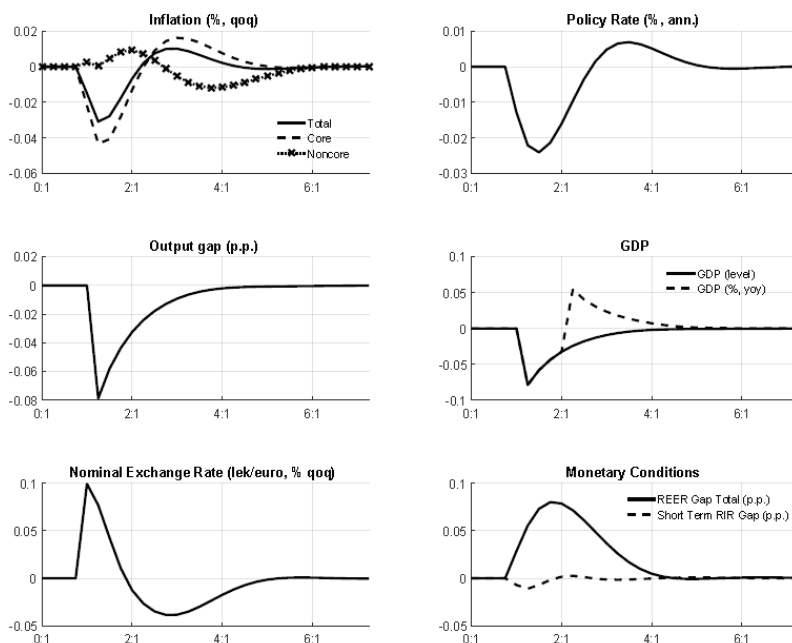 Inflation (%, qoq)
0.02
0
-0.02
-0.04
-0.06
Total
Core
Noncore
0:1 2:1 4:1 6:1
Policy Rate (%, ann.)
0.01
0
-0.01
-0.02
-0.03
0:1 2:1 4:1 6:1
Output gap (p.p.)
0.02
0
-0.02
-0.04
-0.06
-0.08
0:1 2:1 4:1 6:1
GDP
0.1
0.05
0
-0.05
-0.1
GDP (level)
GDP (%, yoy)
0:1 2:1 4:1 6:1
Nominal Exchange Rate (lek/euro, % qoq)
0.1
0.05
0
-0.05
0:1 2:1 4:1 6:1
Monetary Conditions
0.1
0.05
0
-0.05
REER Gap Total (p.p.)
Short Term RIR Gap (p.p.)
0:1 2:1 4:1 6:1